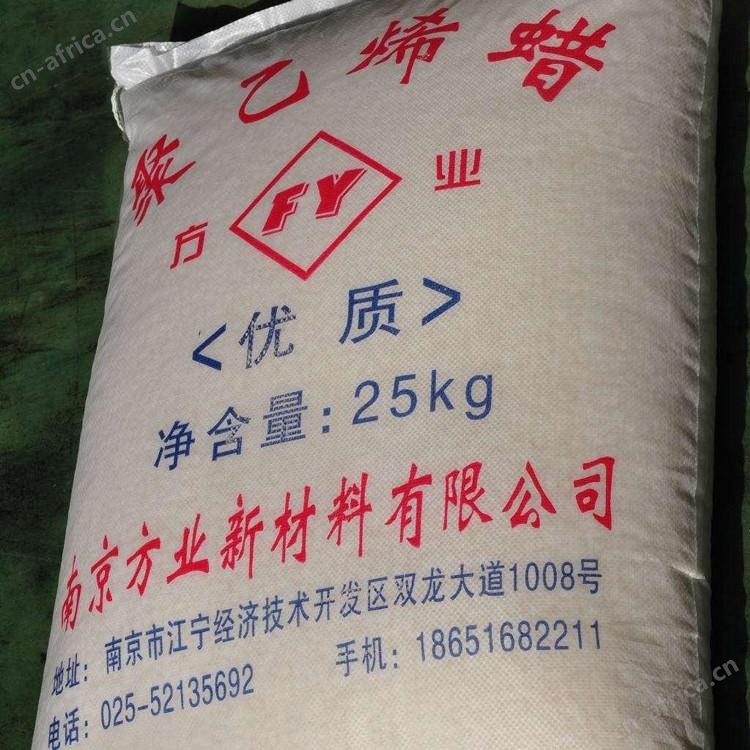 cn-africa.cn
聚乙烯蜡
方 FY 业
<优质>
净含量:25kg
南京方业新材料有限公司
地址：南京市江宁经济技术开发区双龙大道1008号
电话：025-52135692 手机：18651682211
cn-africa.cn